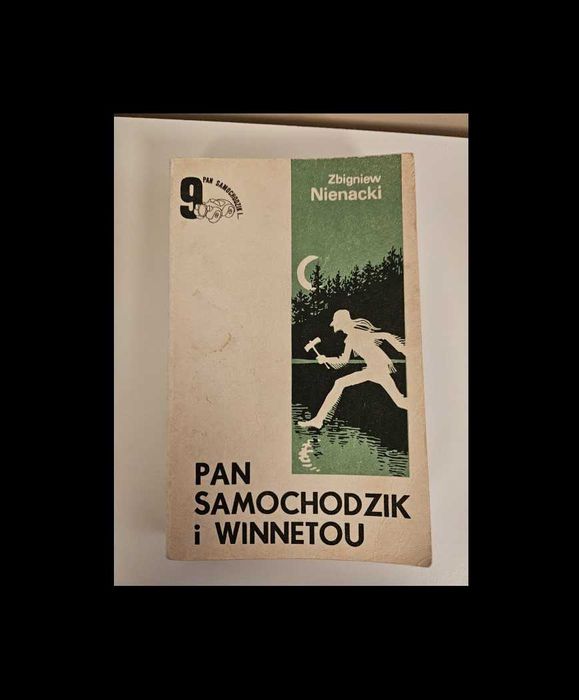 9 PAN SAMOCHODZIK i...
Zbigniew
Nienacki
PAN
SAMOCHODZIK
i WINNETOU